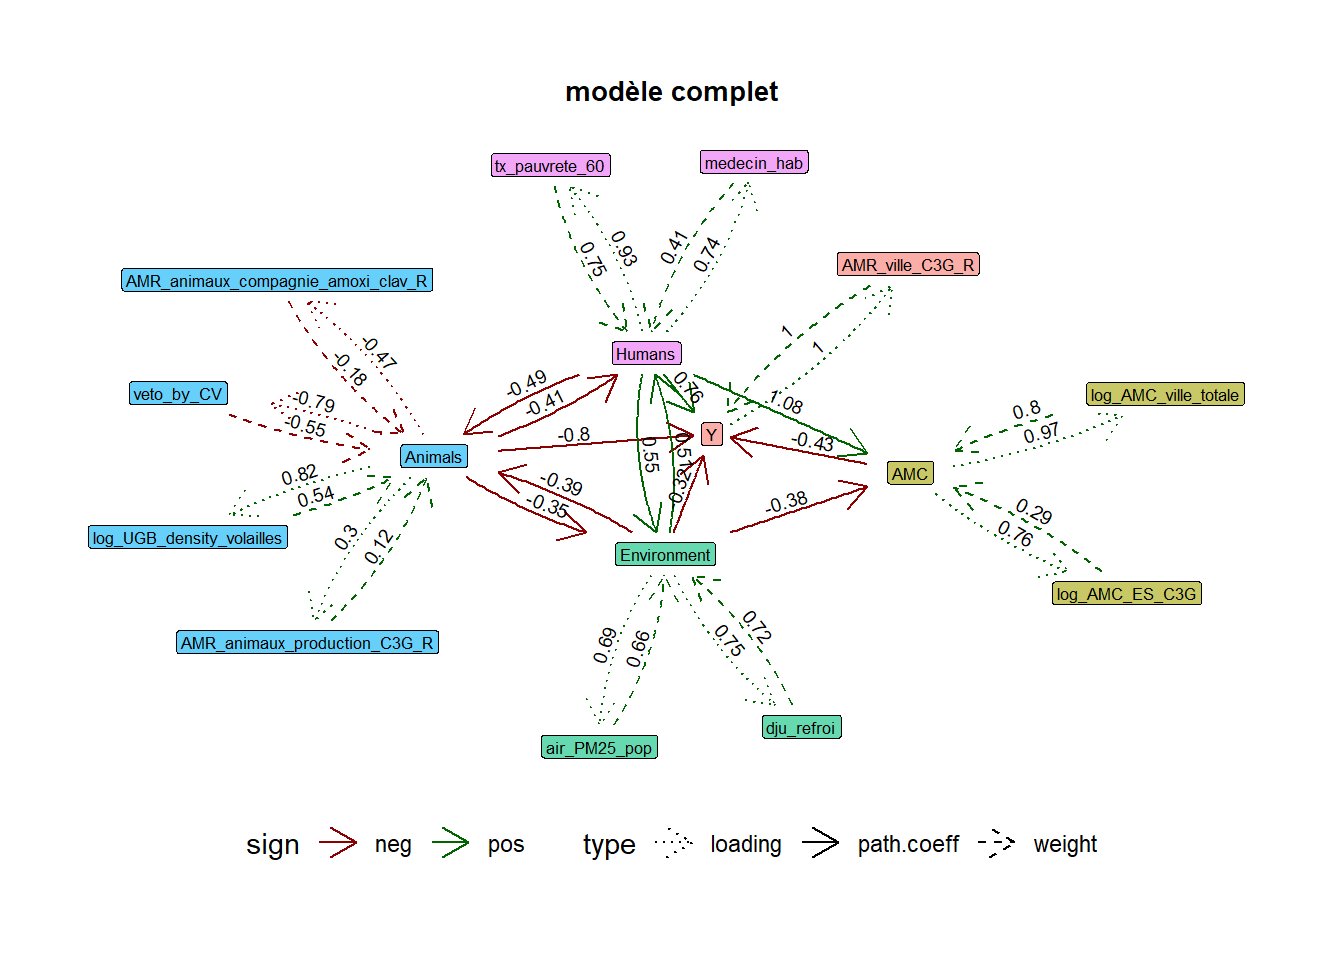 modèle complet
tx_pauvrete_60
medecin_hab
0.75
0.93
0.41
0.74
AMR_animaux_compagnie_amoxi_clav_R
AMR_ville_C3G_R
1
1
Humans
-0.47
-0.18
veto_by_CV
-0.79
-0.55
-0.49
-0.41
0.76
1.08
log_AMC_ville_totale
0.8
0.97
Animals
-0.8
Y
-0.43
AMC
0.55
0.51
0.32
0.82
0.54
-0.39
-0.35
-0.38
0.29
0.76
log_UGB_density_volailles
0.3
0.12
Environment
log_AMC_ES_C3G
AMR_animaux_production_C3G_R
0.69
0.66
0.72
0.75
air_PM25_pop
dju_refroi
sign neg pos type loading path.coeff weight